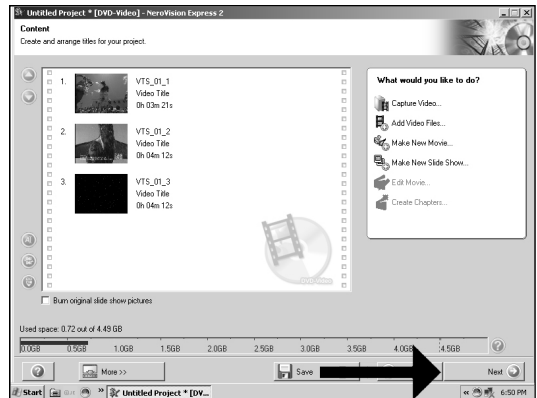 Untitled Project * [DVD-Video] - NeroVision Express 2
Content
Create and arrange titles for your project.
1.
VTS_01_1
Video Title
0h 03m 21s
2.
VTS_01_2
Video Title
0h 04m 12s
3.
VTS_01_3
Video Title
0h 04m 12s
DVD-Video
Burn original slide show pictures
What would you like to do?
Capture Video...
Add Video Files...
Make New Movie...
Make New Slide Show...
Edit Movie...
Create Chapters...
Used space: 0.72 out of 4.49 GB
0.0GB 0.5GB 1.0GB 1.5GB 2.0GB 2.5GB 3.0GB 3.5GB 4.0GB 4.5GB
More >> Save Next
Start » Untitled Project * [DV... « 6:50 PM